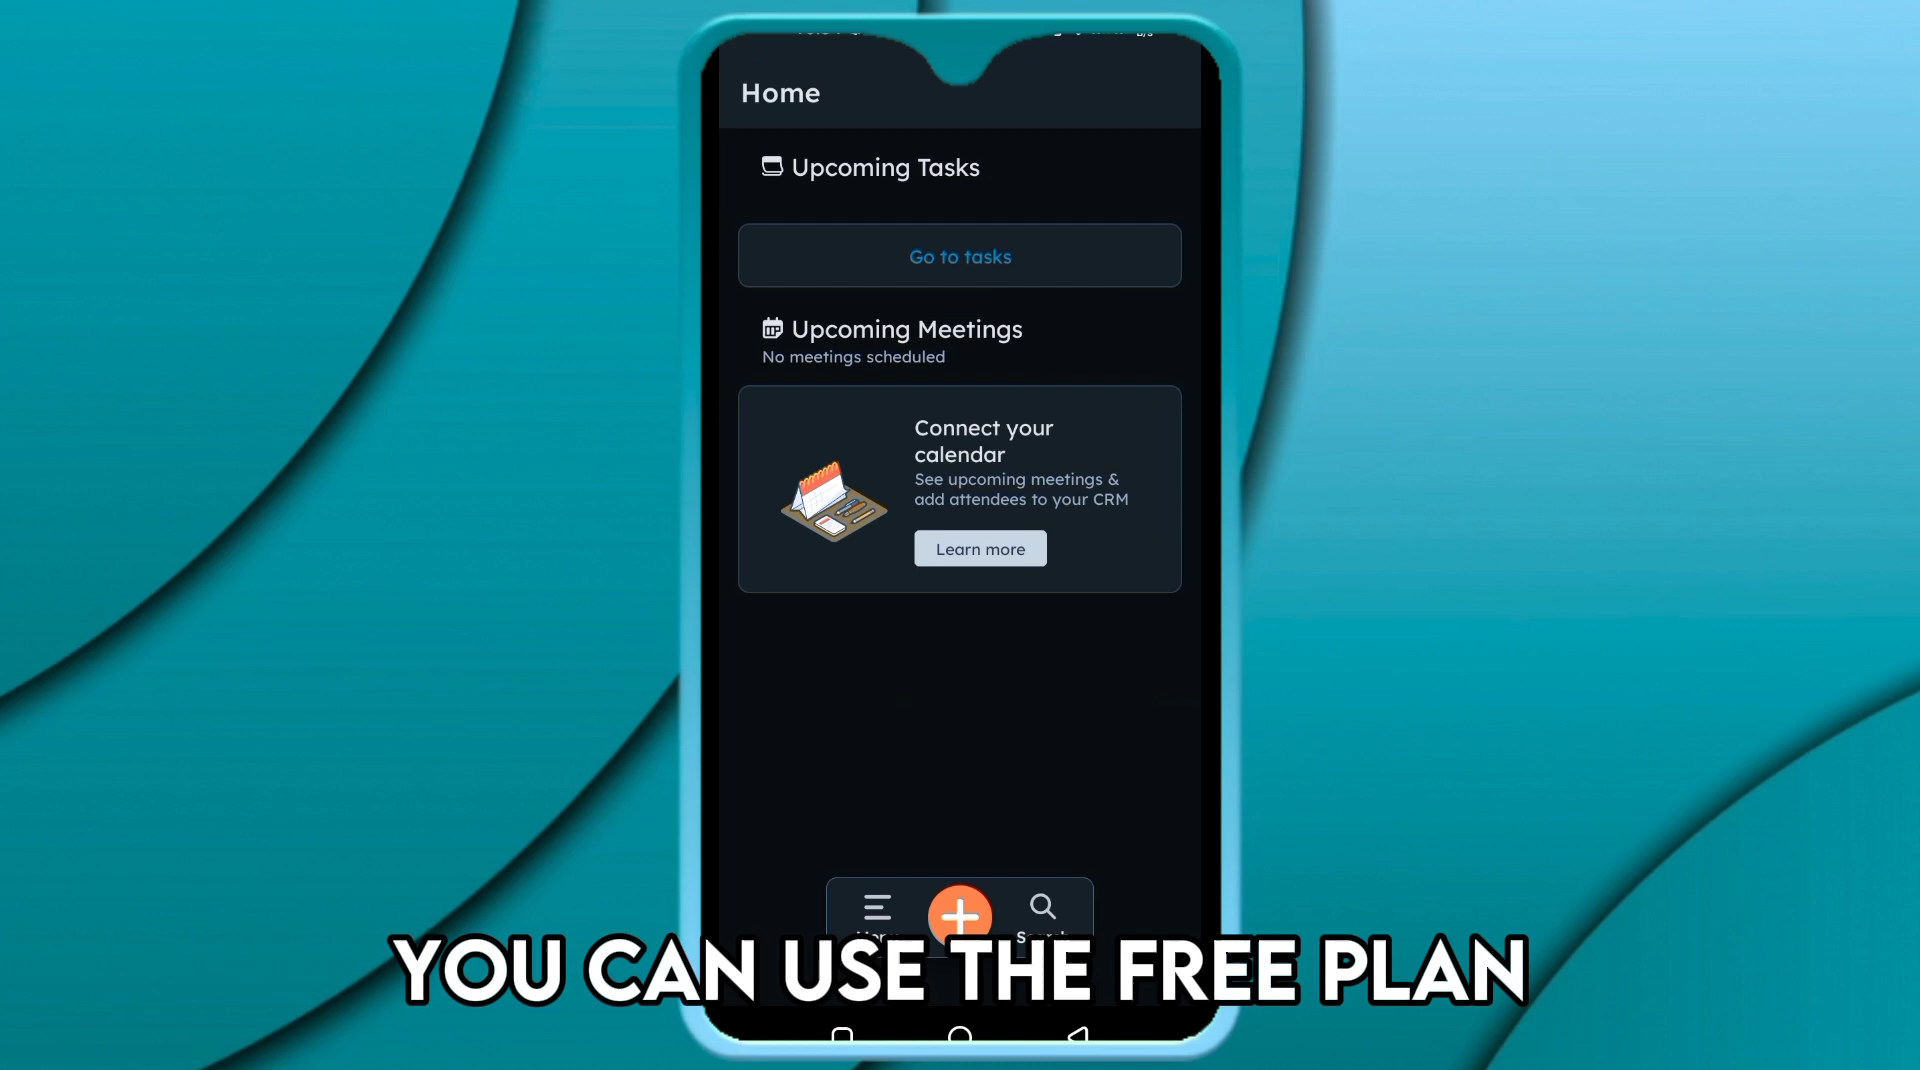 Home
Upcoming Tasks
Go to tasks
Upcoming Meetings
No meetings scheduled
Connect your
calendar
See upcoming meetings &
add attendees to your CRM
Learn more
YOU CAN USE THE FREE PLAN